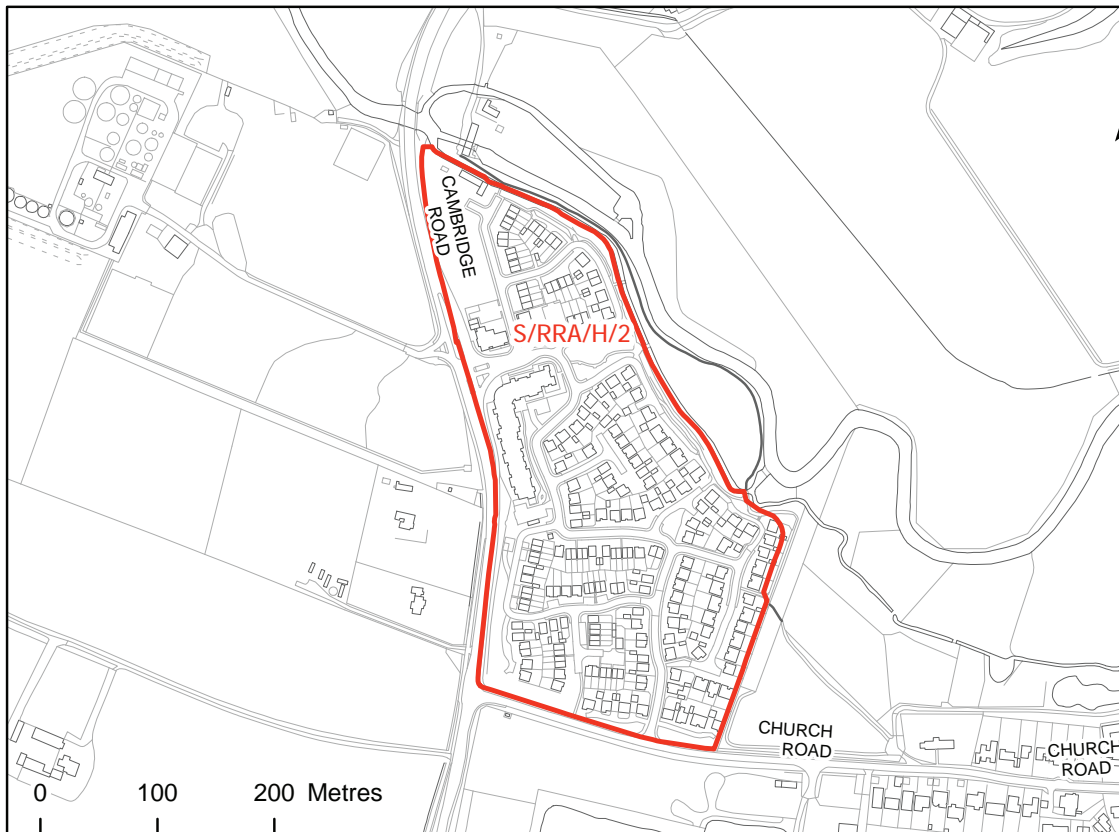 CAMBRIDGE
ROAD
S/RRA/H/2
CHURCH
ROAD
CHURCH
ROAD
0 100 200 Metres